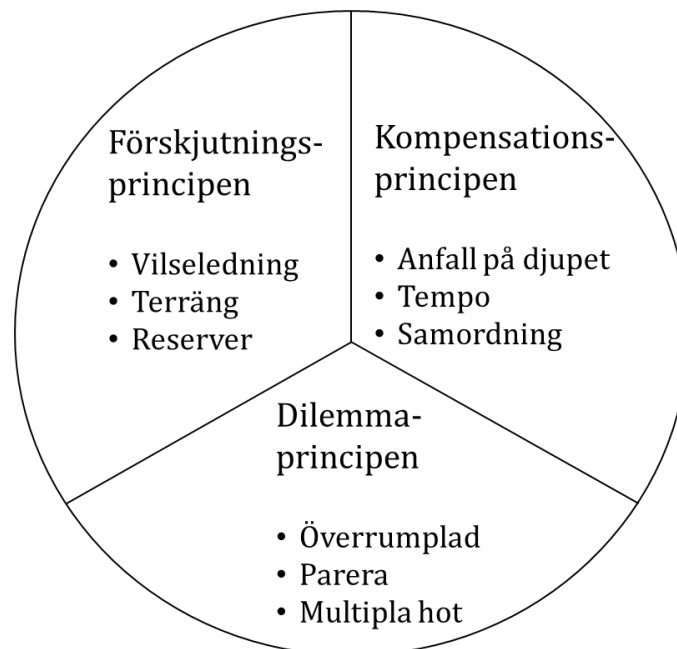 Förskjutnings-
principen
• Vilseledning
• Terräng
• Reserver
Kompensations-
principen
• Anfall på djupet
• Tempo
• Samordning
Dilemma-
principen
• Överrumplad
• Parera
• Multipla hot